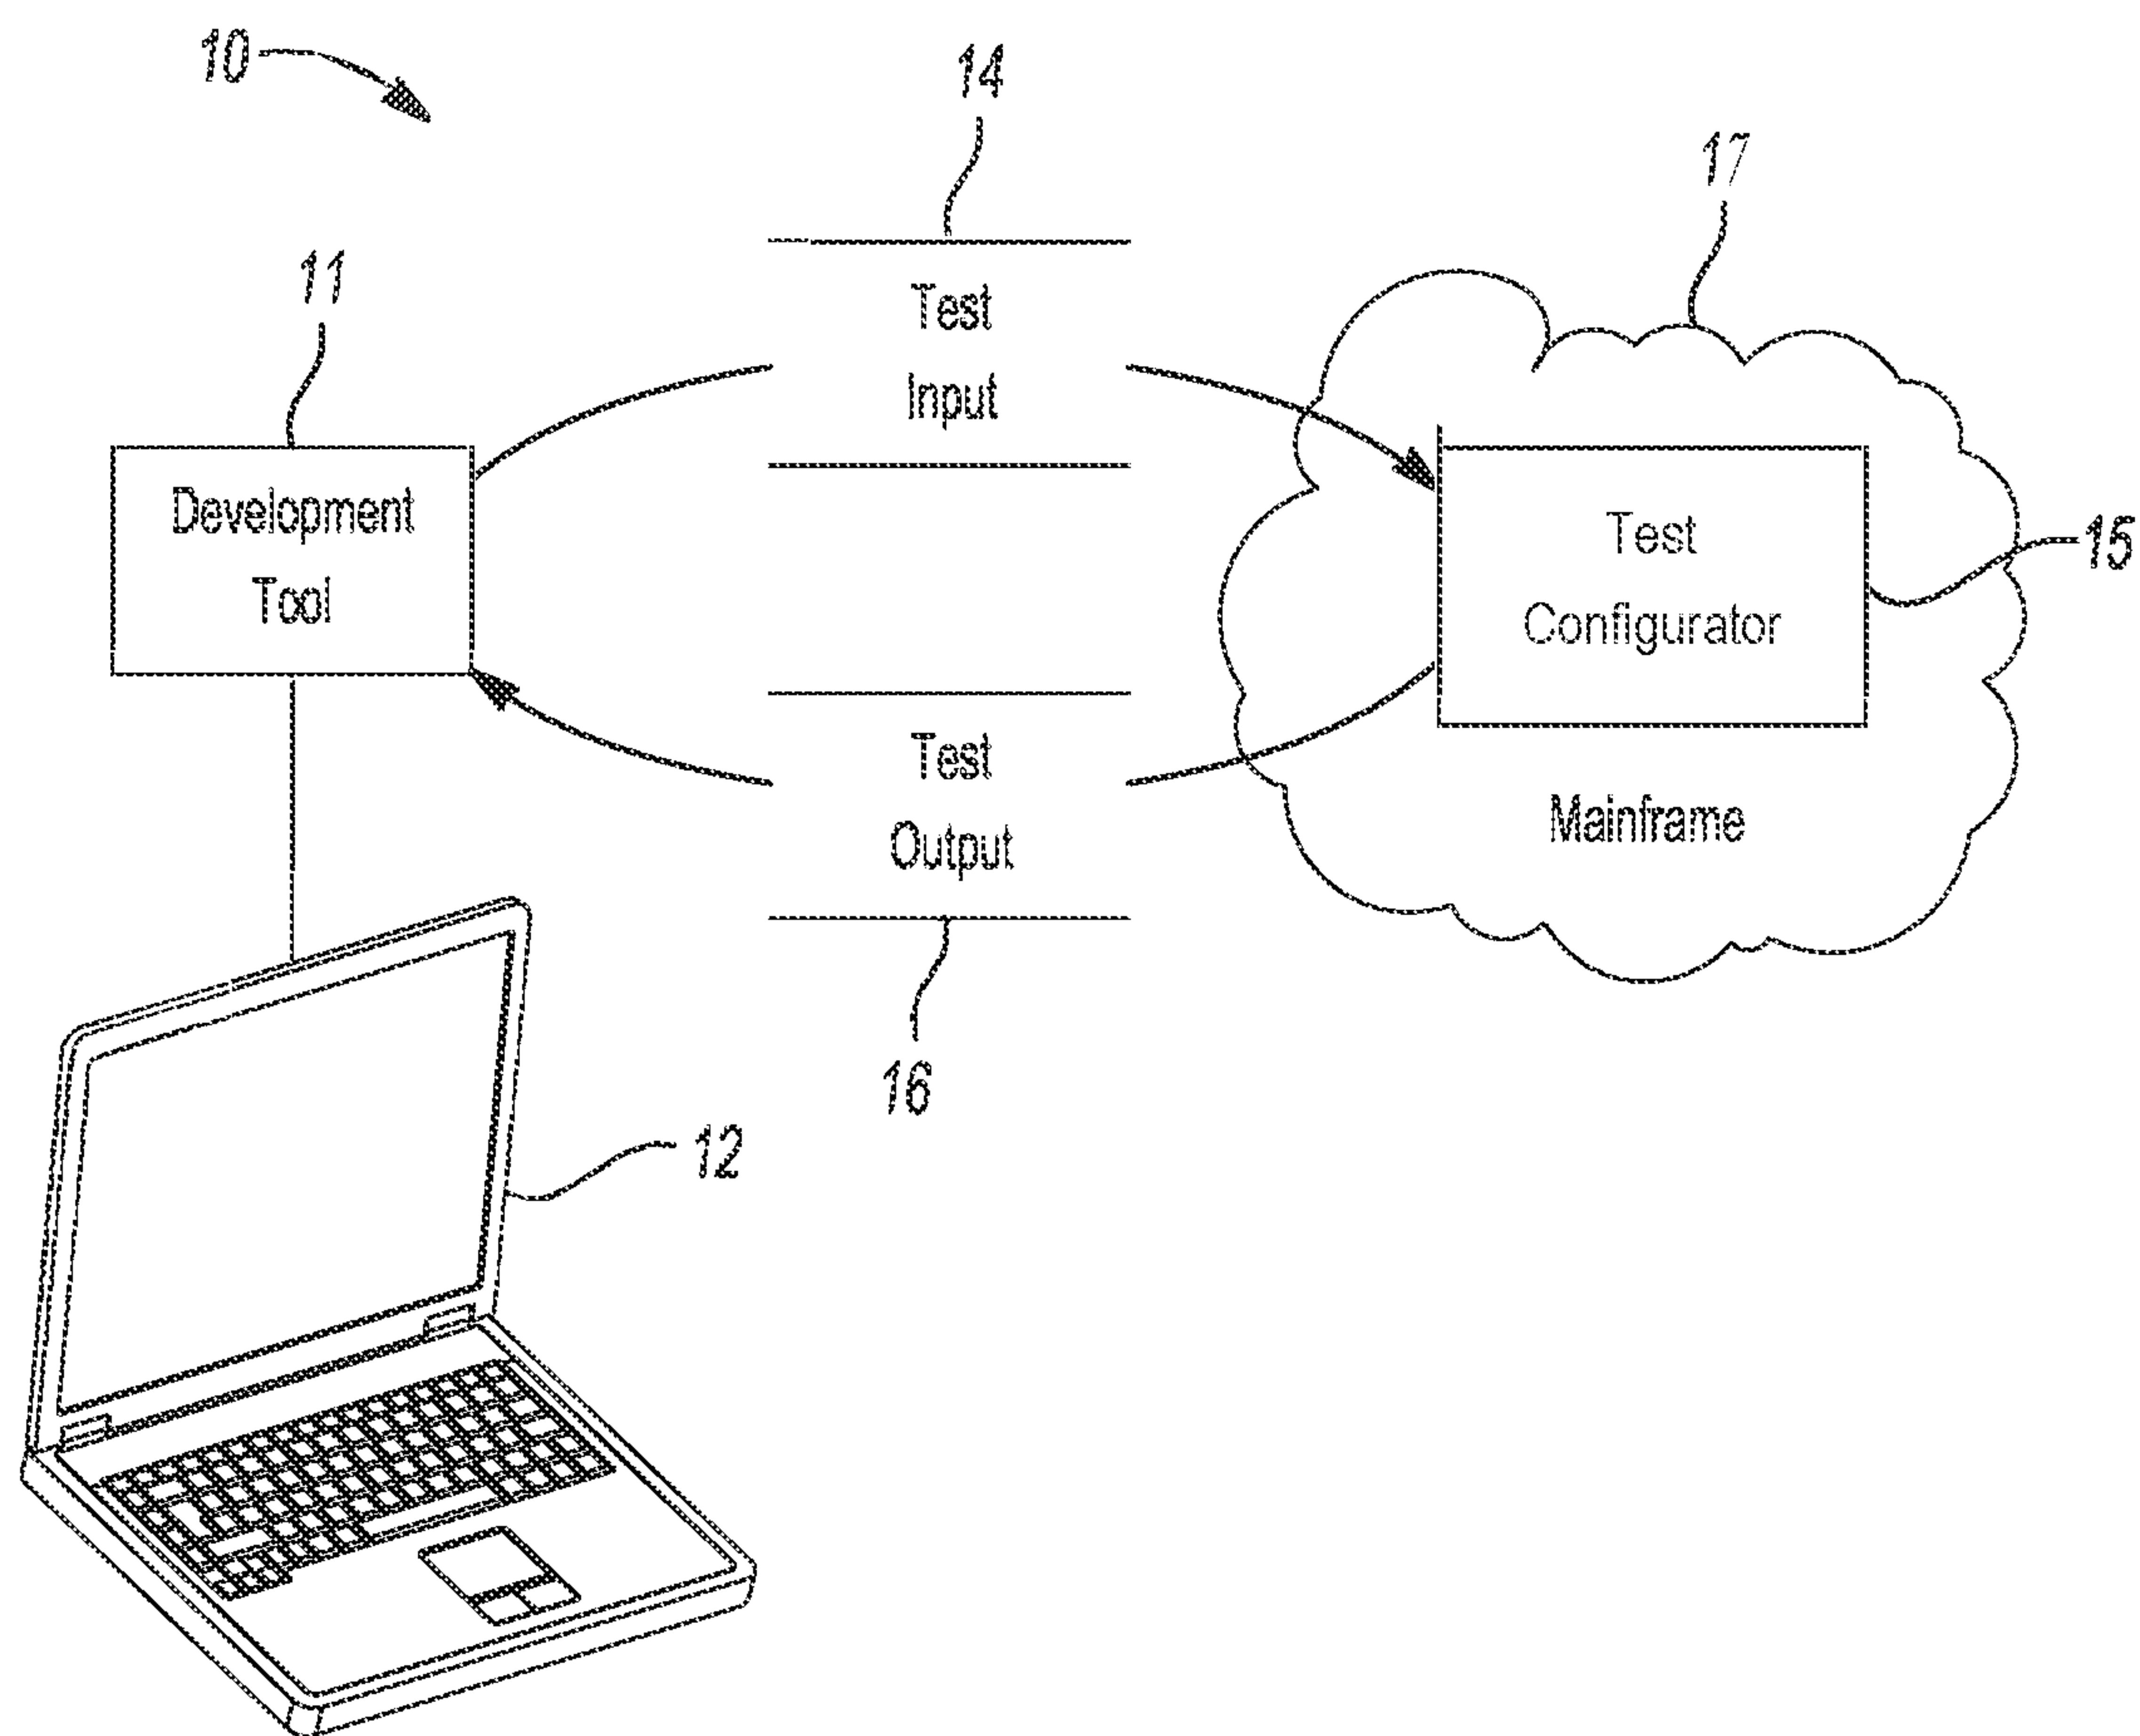 10
14
17
11
Test
Input
Development
Tool
Test
Configurator
15
Test
Output
Mainframe
16
12